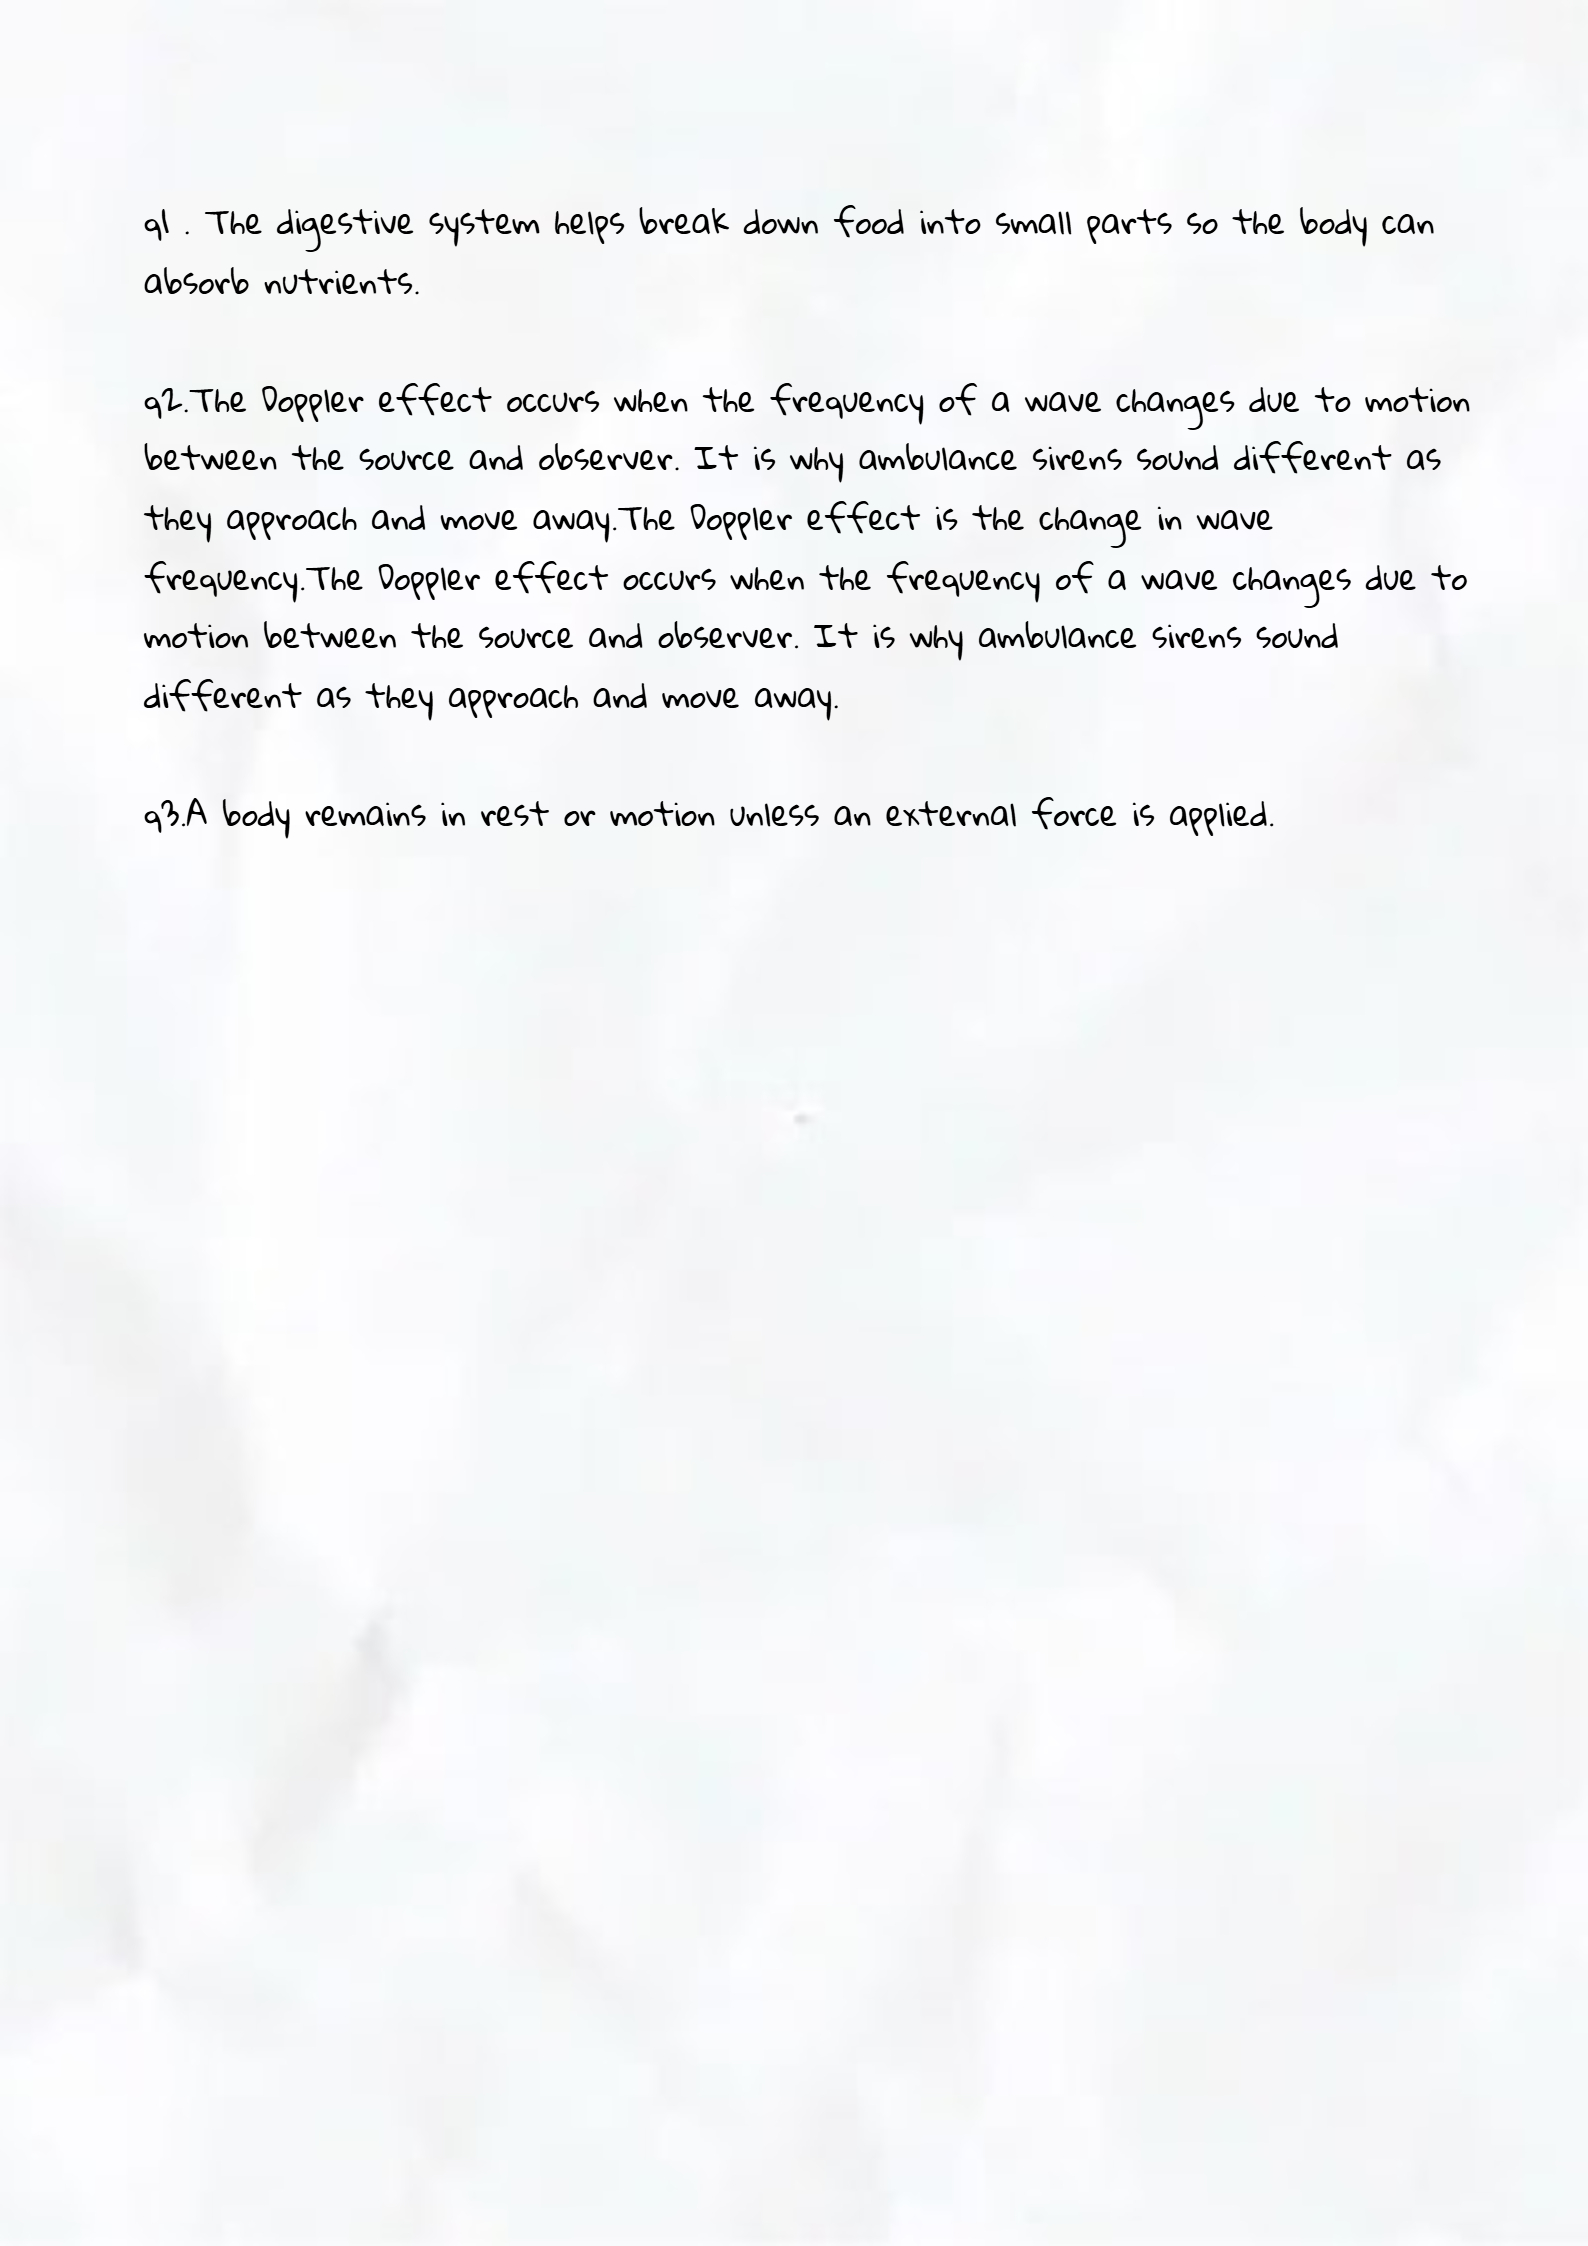 q1 . The digestive system helps break down food into small parts so the body can
absorb nutrients.
q2.The Doppler effect occurs when the frequency of a wave changes due to motion
between the source and observer. It is why ambulance sirens sound different as
they approach and move away.The Doppler effect is the change in wave
frequency.The Doppler effect occurs when the frequency of a wave changes due to
motion between the source and observer. It is why ambulance sirens sound
different as they approach and move away.
q3.A body remains in rest or motion unless an external force is applied.